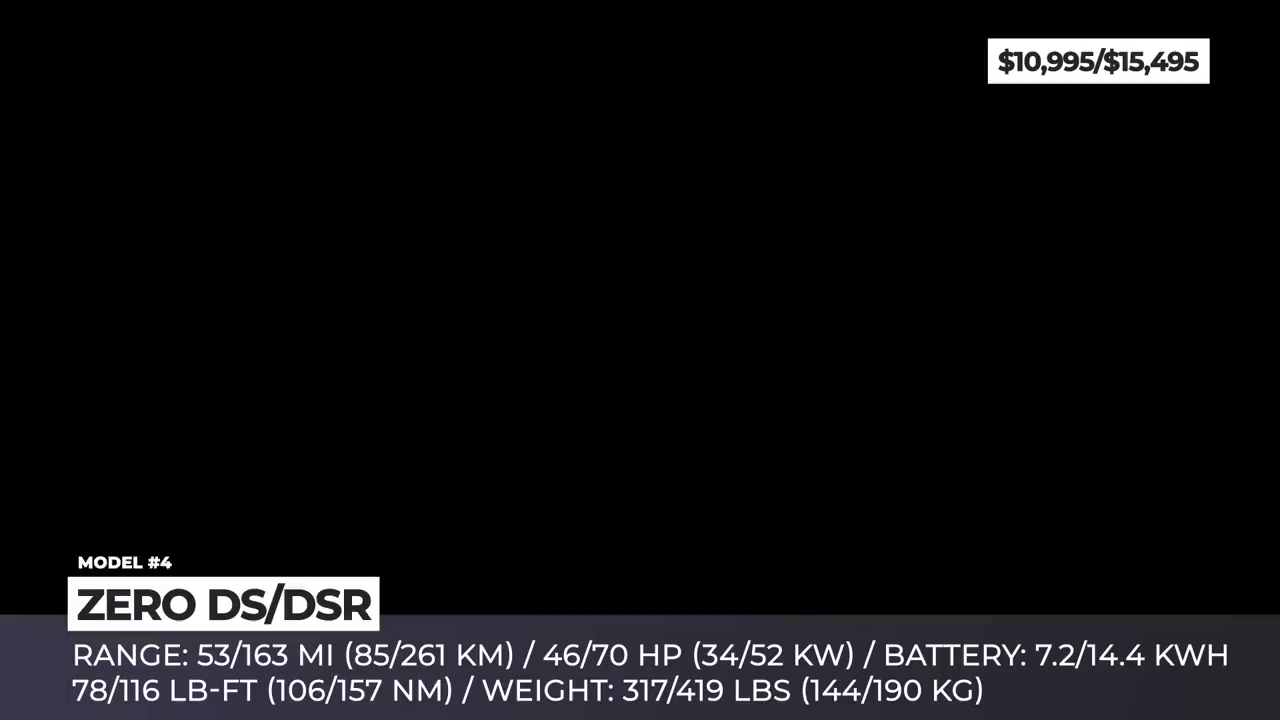 $10,995/$15,495
MODEL #4
ZERO DS/DSR
RANGE: 53/163 MI (85/261 KM) / 46/70 HP (34/52 KW) / BATTERY: 7.2/14.4 KWH
78/116 LB-FT (106/157 NM) / WEIGHT: 317/419 LBS (144/190 KG)